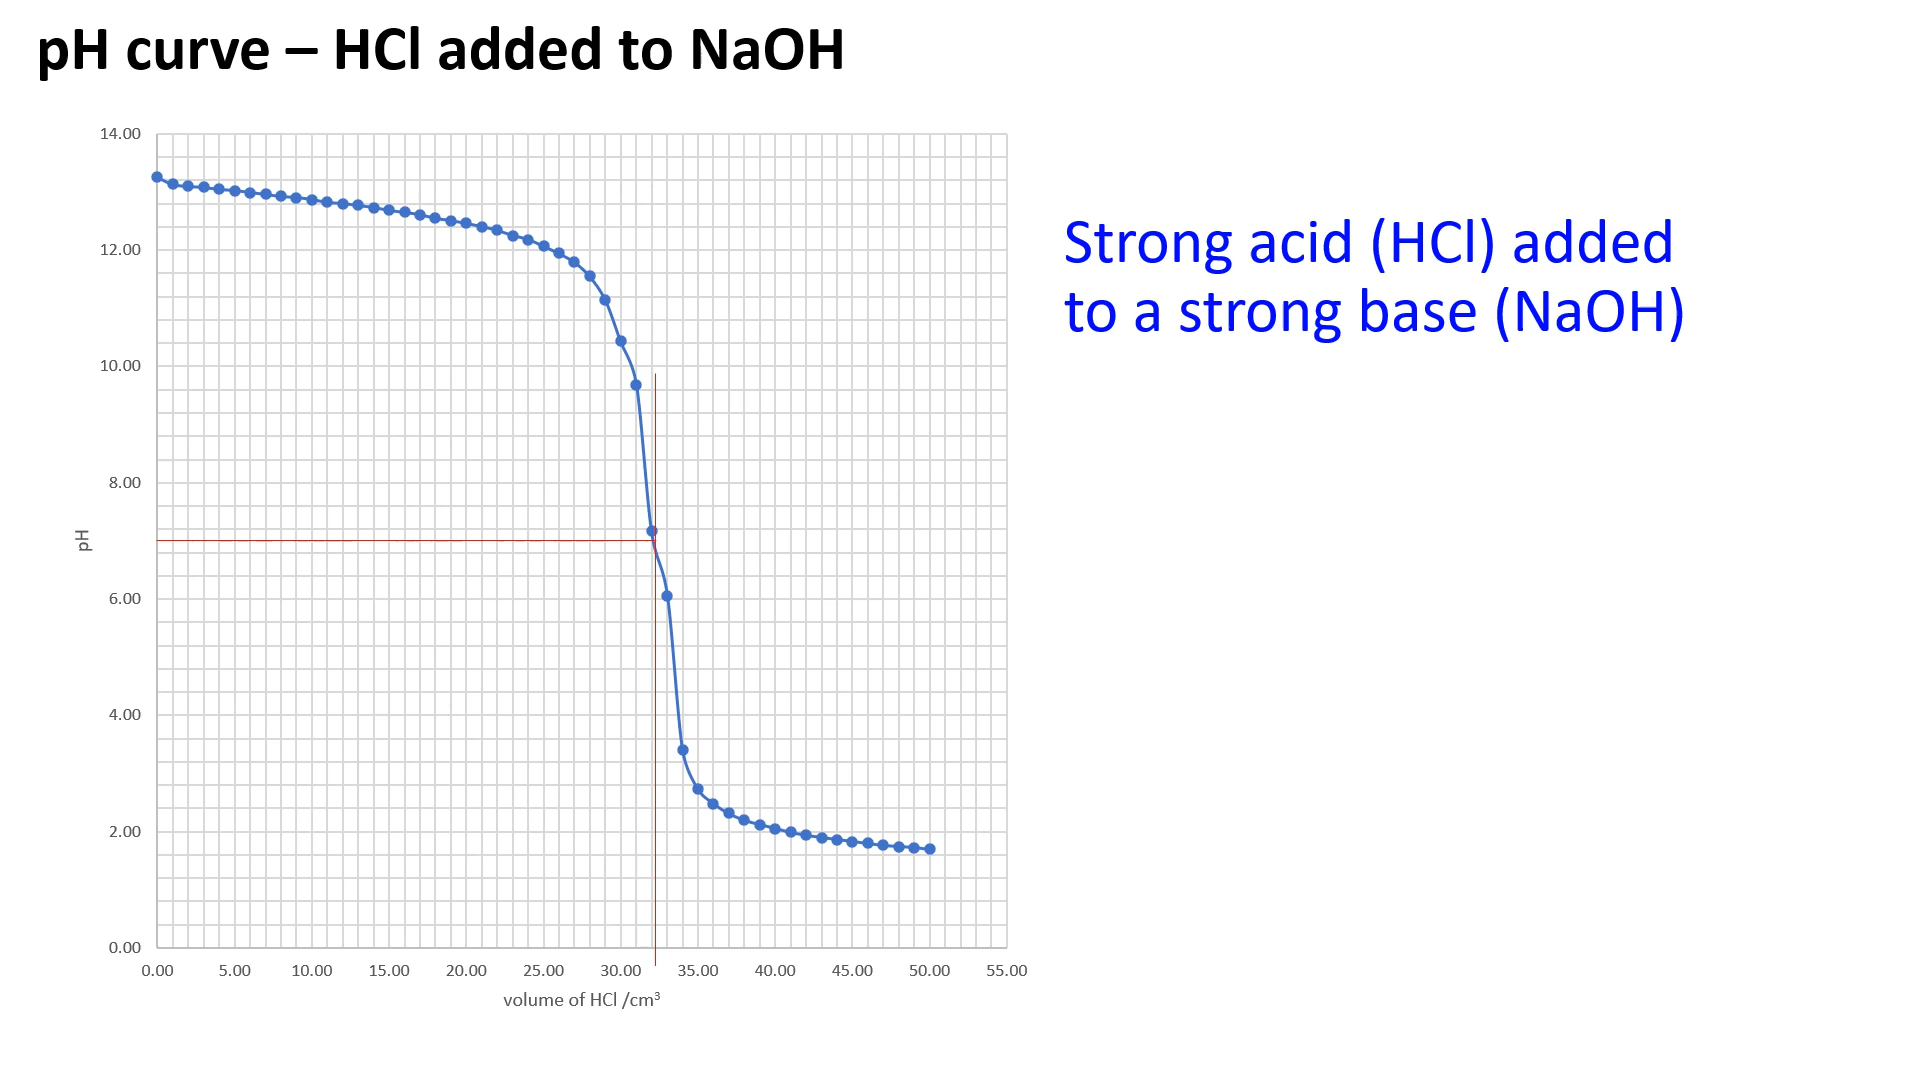 pH curve – HCl added to NaOH
Strong acid (HCl) added
to a strong base (NaOH)
14.00
12.00
10.00
8.00
6.00
4.00
2.00
0.00
pH
0.00 5.00 10.00 15.00 20.00 25.00 30.00 35.00 40.00 45.00 50.00 55.00
volume of HCl /cm³